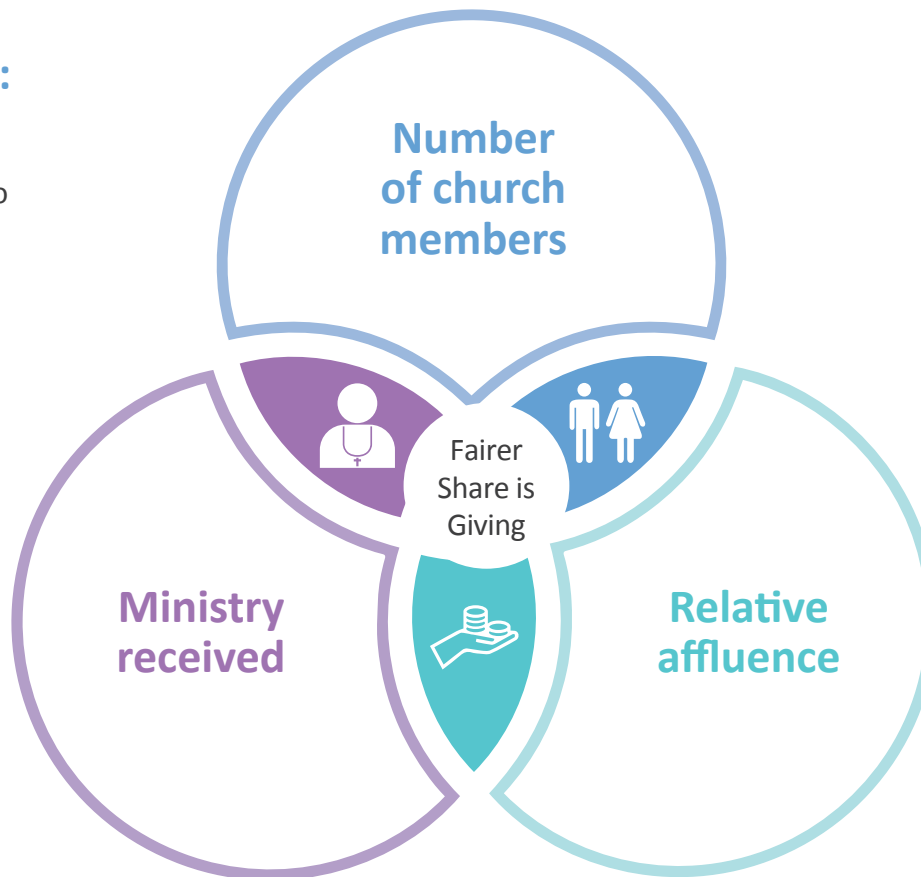 :
Number
of church
members
Fairer
Share is
Giving
Ministry
received
Relative
affluence